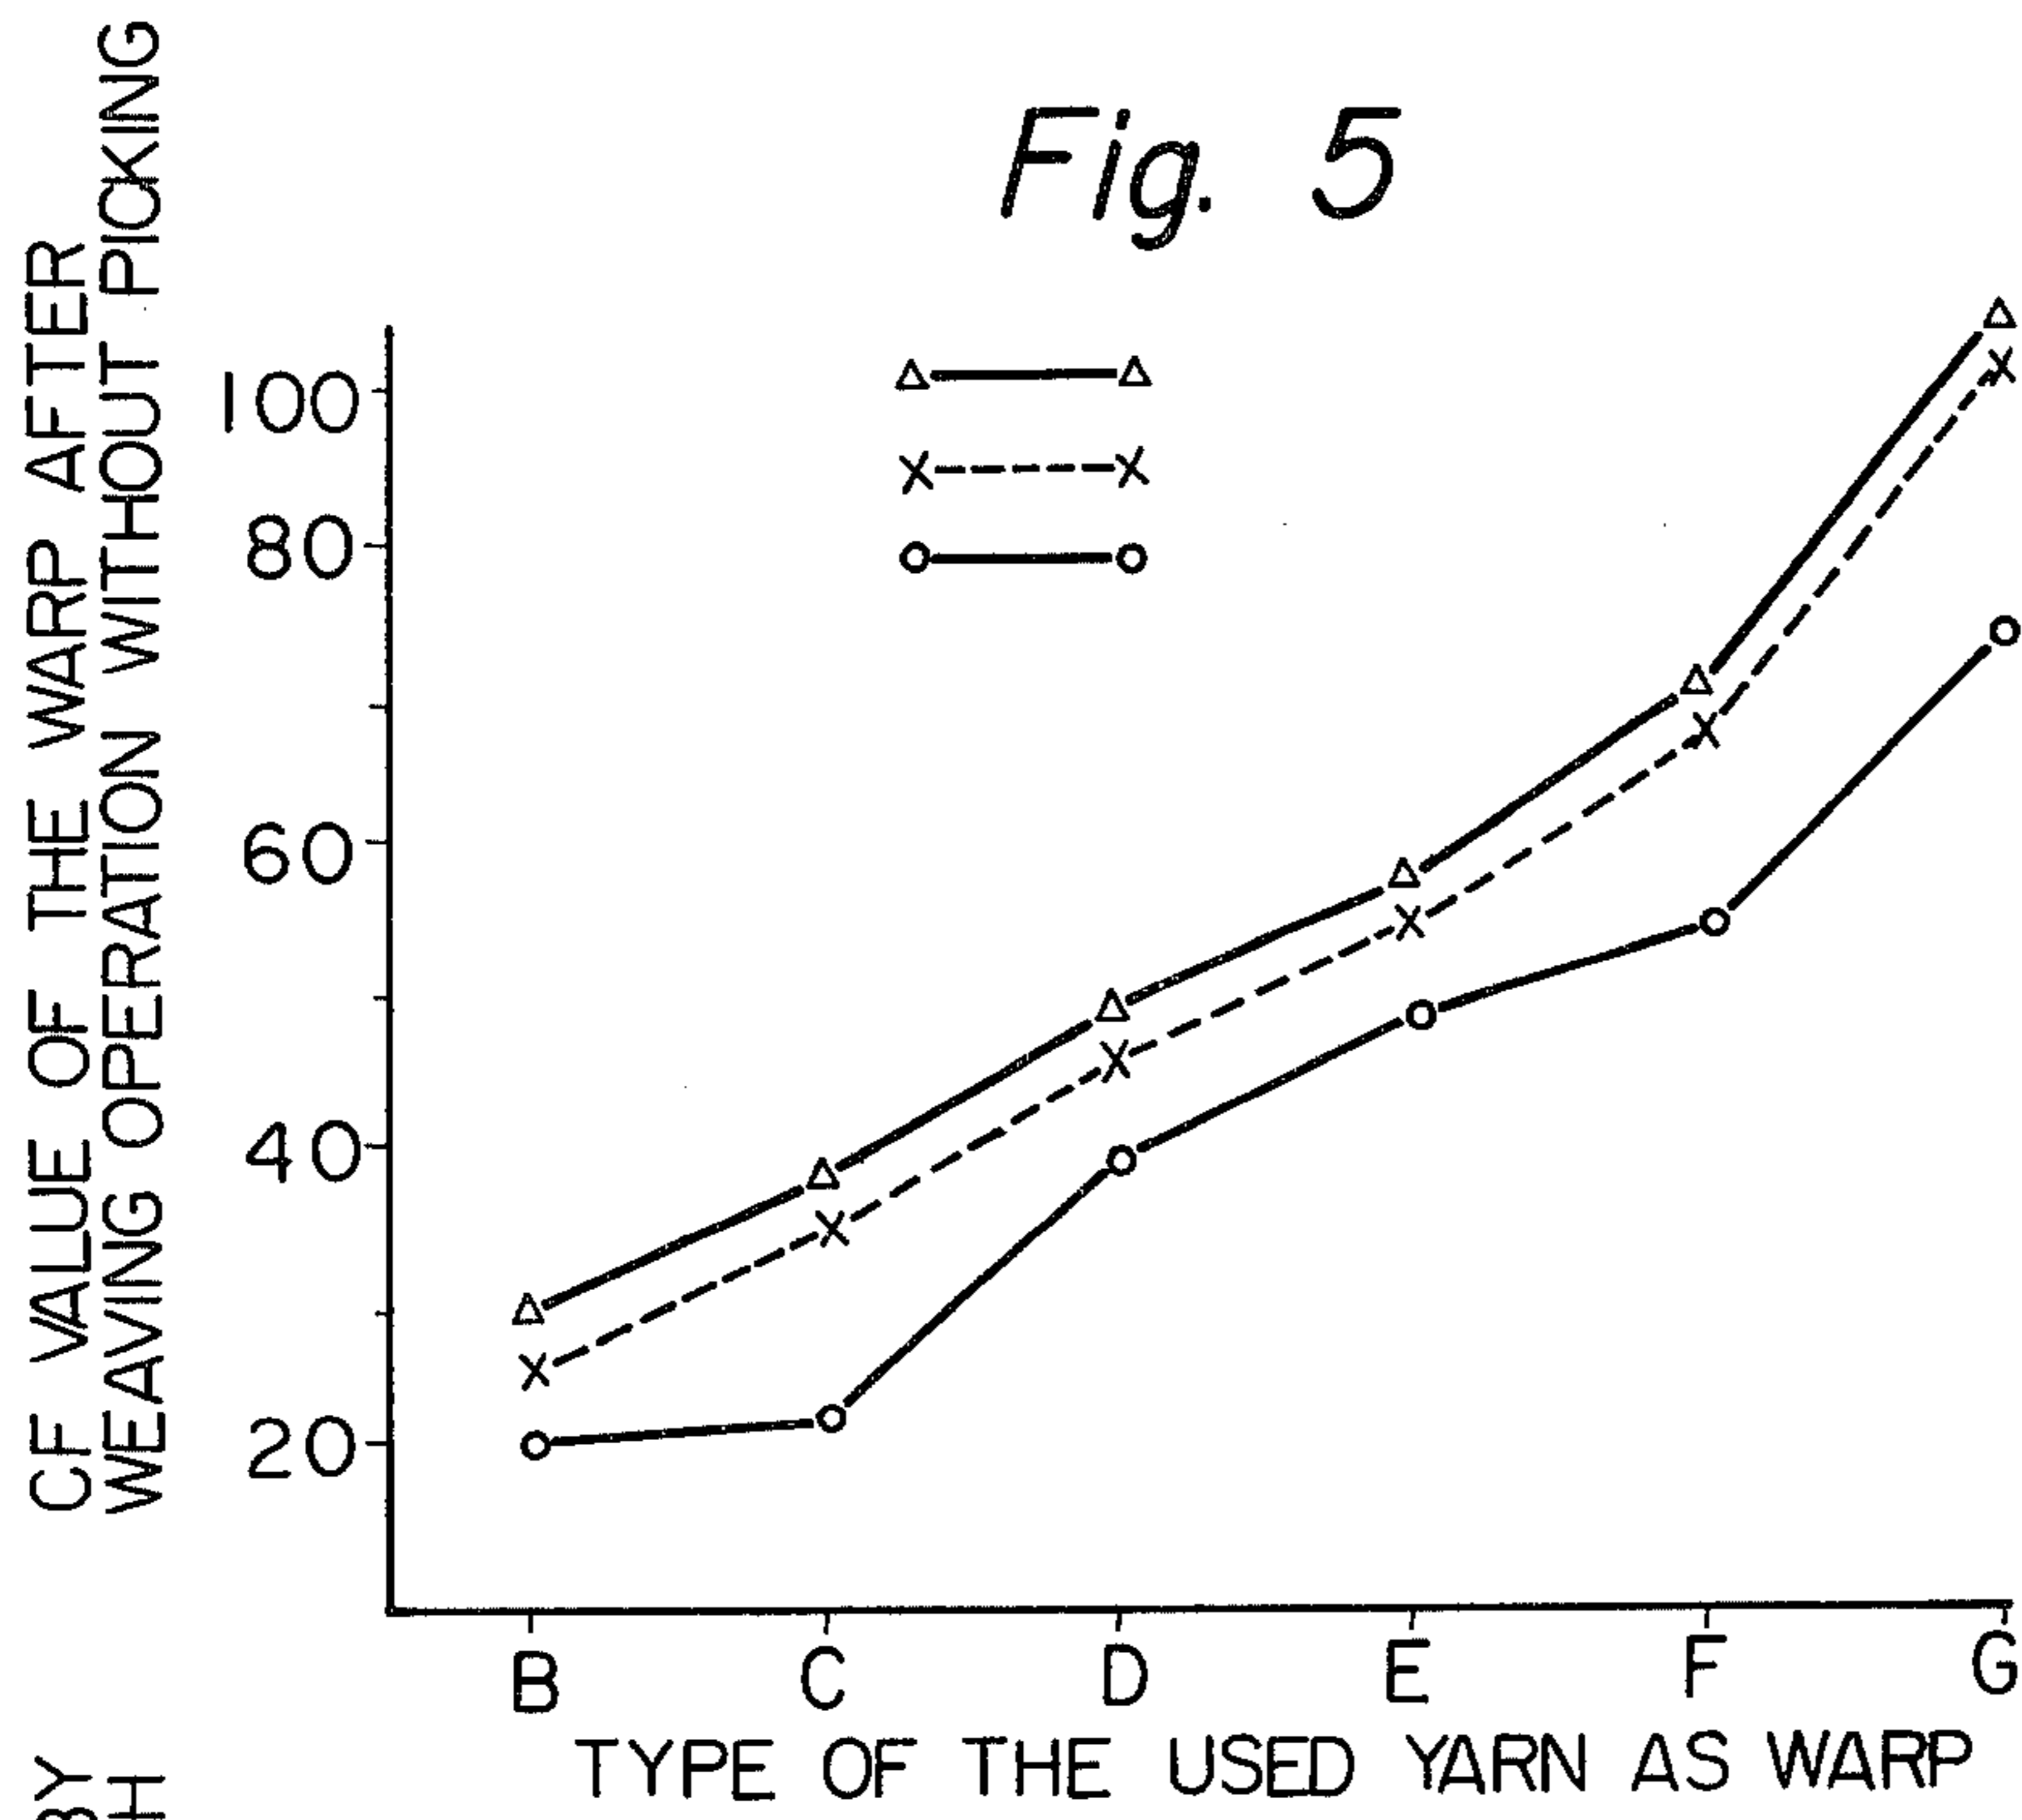 Fig. 5
CF VALUE OF THE WARP AFTER
WEAVING OPERATION WITHOUT PICKING
100
80
60
40
20
B C D E F G
TYPE OF THE USED YARN AS WARP
BY